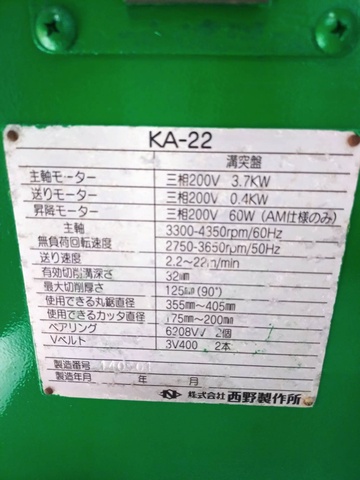 KA-22
溝突盤
主軸モーター 三相200V 3.7KW
送りモーター 三相200V 0.4KW
昇降モーター 三相200V 60W (AM仕様のみ)
主軸 3300-4350rpm/60Hz
無負荷回転速度 2750-3650rpm/50Hz
送り速度 2.2~22m/min
有効切削溝深さ 32mm
最大切削厚さ 125mm (90°)
使用できる丸鋸直径 355mm~405mm
使用できるカッタ直径 175mm~200mm
ベアリング 6208VV 2個
Vベルト 3V400 2本
製造番号
製造年月 年 月
N 株式会社 西野製作所